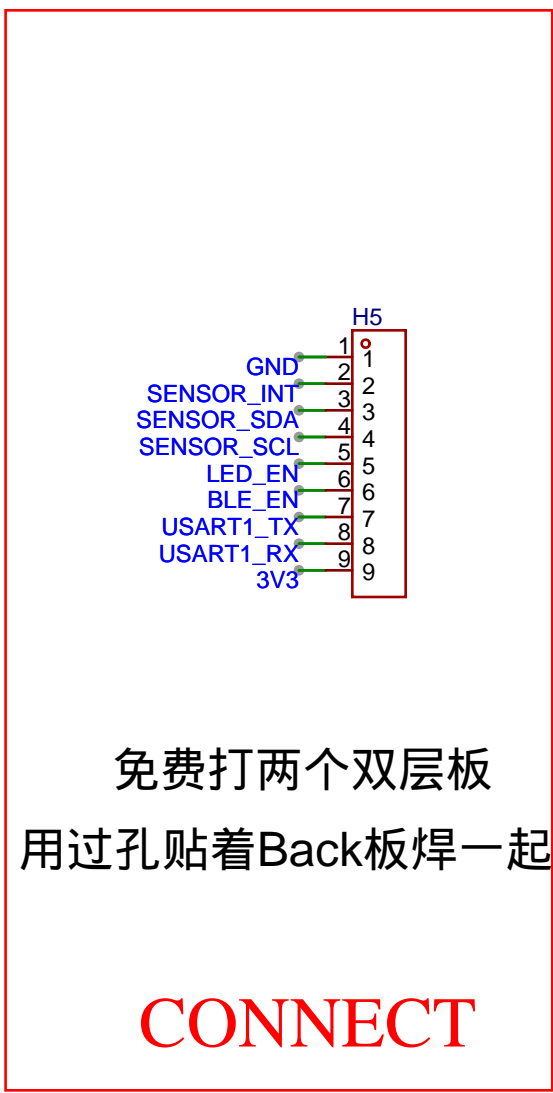 H5
1 1
GND
2 2
SENSOR_INT
3 3
SENSOR_SDA
4 4
SENSOR_SCL
5 5
LED_EN
6 6
BLE_EN
7 7
USART1_TX
8 8
USART1_RX
9 9
3V3
免费打两个双层板
用过孔贴着Back板焊一起
CONNECT